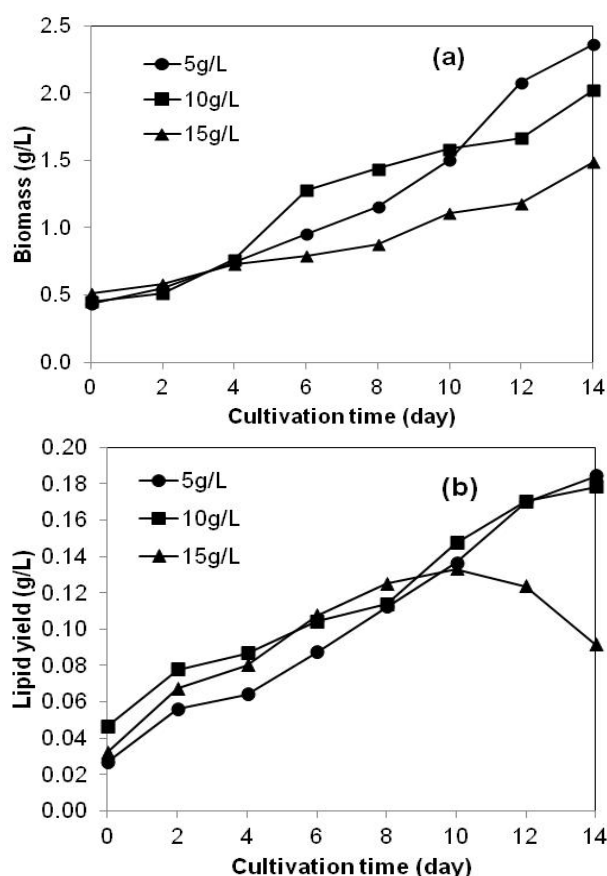 2.5
(a)
5g/L
2.0
10g/L
15g/L
1.5
Biomass (g/L)
1.0
0.5
0.0
0 2 4 6 8 10 12 14
Cultivation time (day)
0.20
5g/L
(b)
0.18
10g/L
0.16
15g/L
0.14
0.12
Lipid yield (g/L)
0.10
0.08
0.06
0.04
0.02
0.00
0 2 4 6 8 10 12 14
Cultivation time (day)